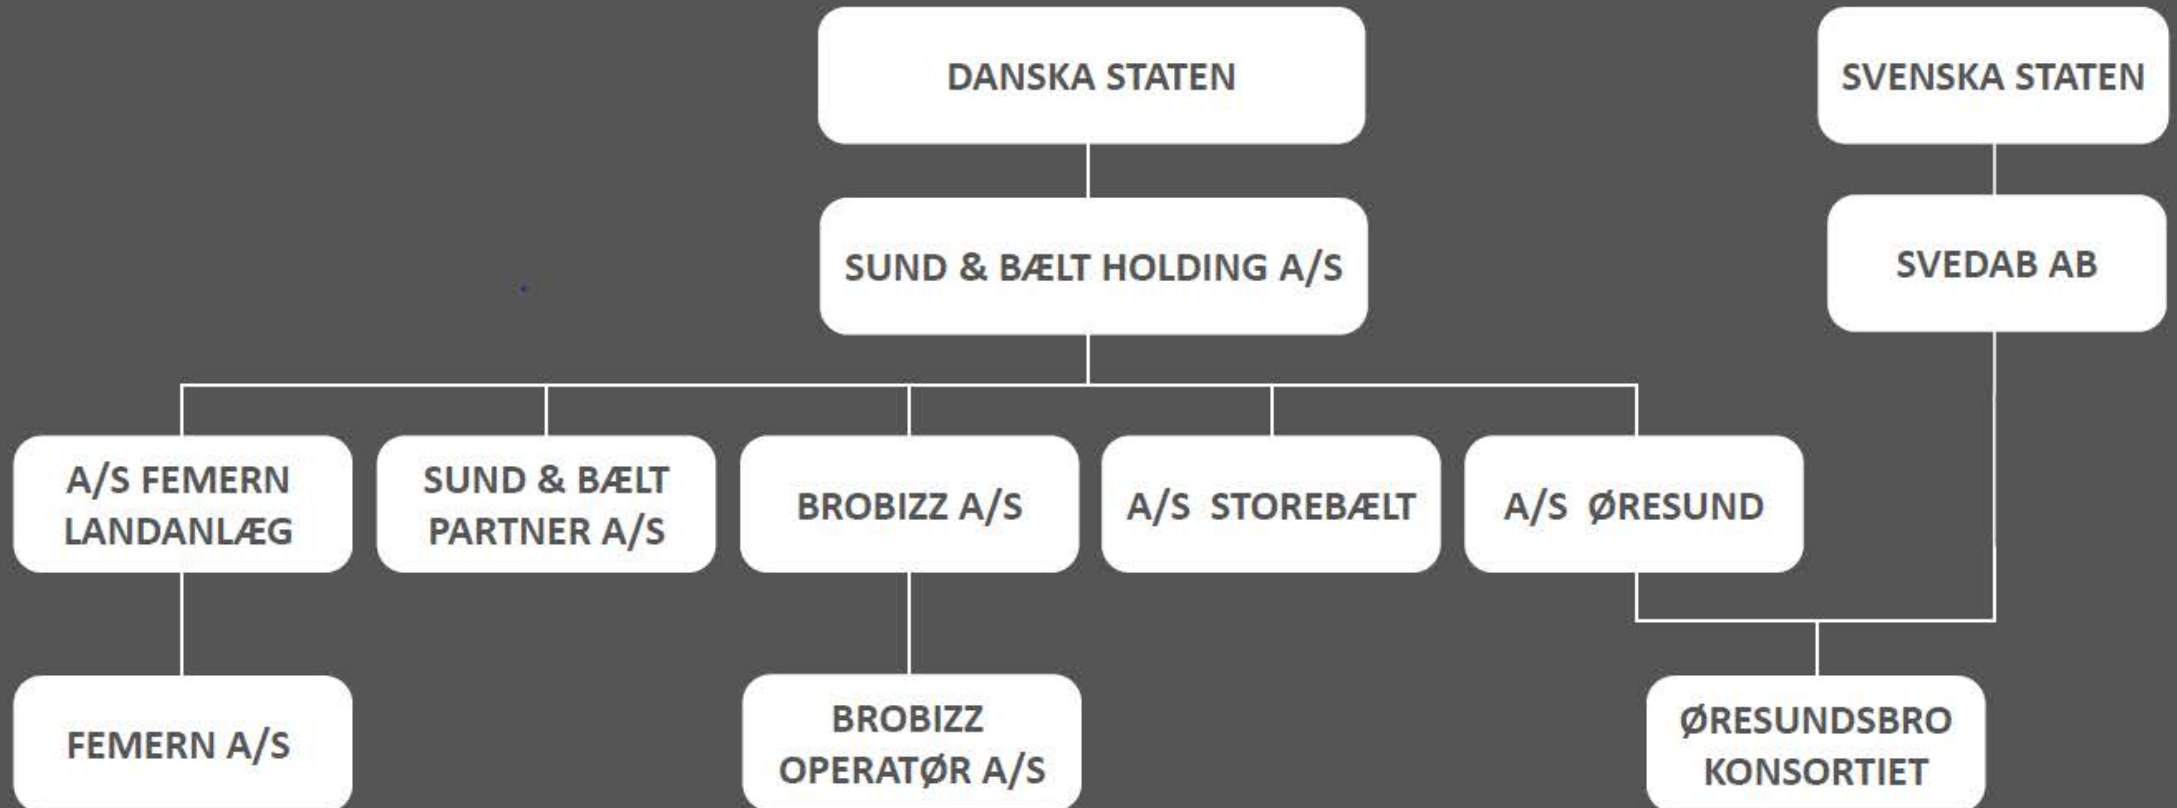 DANSKA STATEN
SVENSKA STATEN
SUND & BÆLT HOLDING A/S
SVEDAB AB
A/S FEMERN
LANDANLÆG
SUND & BÆLT
PARTNER A/S
BROBIZZ A/S
A/S STOREBÆLT
A/S ØRESUND
FEMERN A/S
BROBIZZ
OPERATØR A/S
ØRESUNDSBRO
KONSORTIET